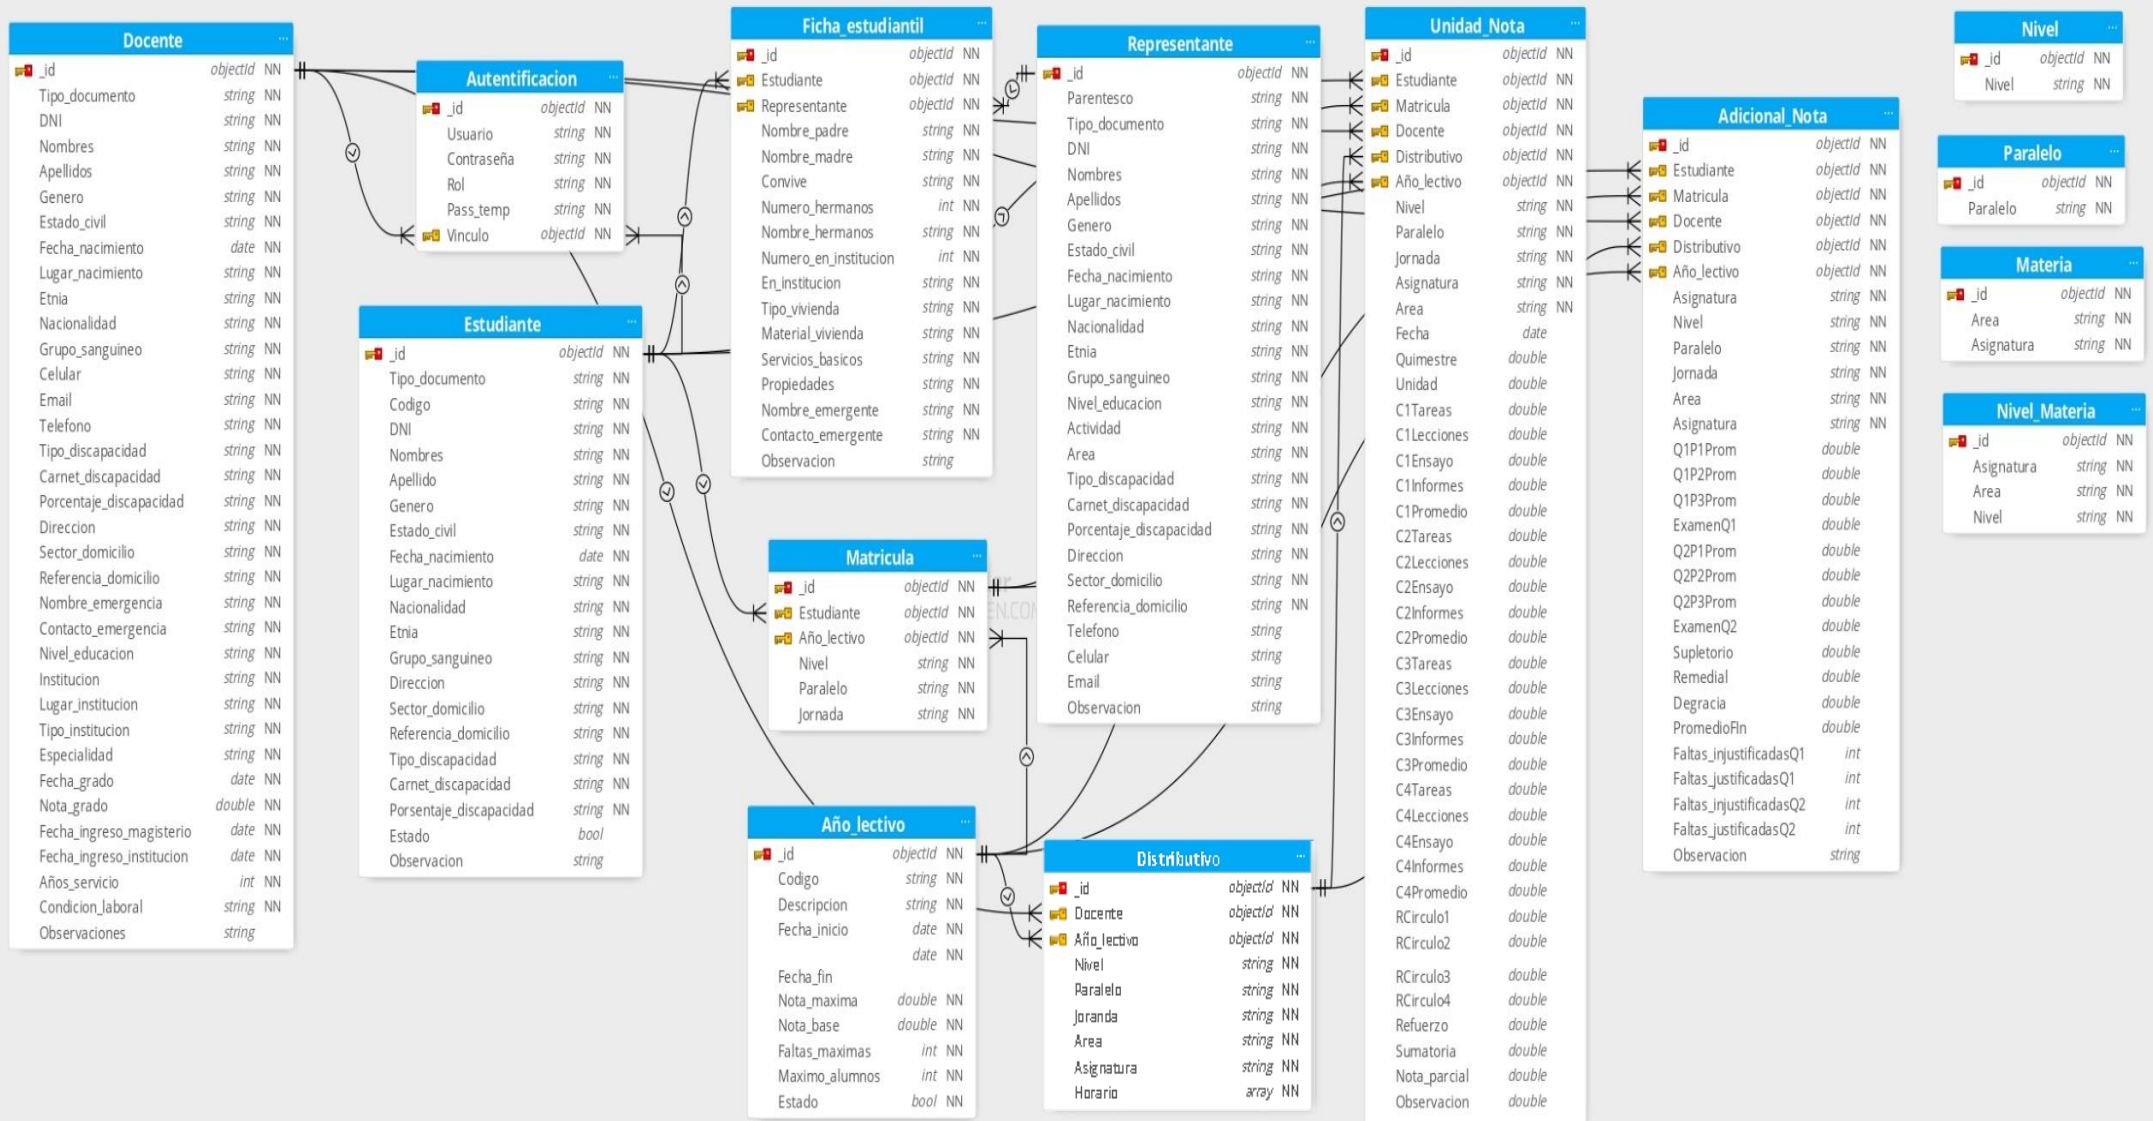 Docente
_id objectId NN
Tipo_documento string NN
DNI string NN
Nombres string NN
Apellidos string NN
Genero string NN
Estado_civil string NN
Fecha_nacimiento date NN
Lugar_nacimiento string NN
Etnia string NN
Nacionalidad string NN
Grupo_sanguineo string NN
Celular string NN
Email string NN
Telefono string NN
Tipo_discapacidad string NN
Carnet_discapacidad string NN
Porcentaje_discapacidad string NN
Direccion string NN
Sector_domicilio string NN
Referencia_domicilio string NN
Nombre_emergencia string NN
Contacto_emergencia string NN
Nivel_educacion string NN
Institucion string NN
Lugar_institucion string NN
Tipo_institucion string NN
Especialidad string NN
Fecha_grado date NN
Nota_grado double NN
Fecha_ingreso_magisterio date NN
Fecha_ingreso_institucion date NN
Años_servicio int NN
Condicion_laboral string NN
Observaciones string
Autentificacion
_id objectId NN
Usuario string NN
Contraseña string NN
Rol string NN
Pass_temp string NN
Vinculo objectId NN
Estudiante
_id objectId NN
Tipo_documento string NN
Codigo string NN
DNI string NN
Nombres string NN
Apellido string NN
Genero string NN
Estado_civil string NN
Fecha_nacimiento date NN
Lugar_nacimiento string NN
Nacionalidad string NN
Etnia string NN
Grupo_sanguineo string NN
Direccion string NN
Sector_domicilio string NN
Referencia_domicilio string NN
Tipo_discapacidad string NN
Carnet_discapacidad string NN
Porsentaje_discapacidad string NN
Estado bool
Observacion string
Ficha_estudiantil
_id objectId NN
Estudiante objectId NN
Representante objectId NN
Nombre_padre string NN
Nombre_madre string NN
Convive string NN
Numero_hermanos int NN
Nombre_hermanos string NN
Numero_en_institucion int NN
En_institucion string NN
Tipo_vivienda string NN
Material_vivienda string NN
Servicios_basicos string NN
Propiedades string NN
Nombre_emergente string NN
Contacto_emergente string NN
Observacion string
Matricula
_id objectId NN
Estudiante objectId NN
Año_lectivo objectId NN
Nivel string NN
Paralelo string NN
Jornada string NN
EN.COM
Año_lectivo
_id objectId NN
Codigo string NN
Descripcion string NN
Fecha_inicio date NN
date NN
Fecha_fin
Nota_maxima double NN
Nota_base double NN
Faltas_maximas int NN
Maximo_alumnos int NN
Estado bool NN
Representante
_id objectId NN
Parentesco string NN
Tipo_documento string NN
DNI string NN
Nombres string NN
Apellidos string NN
Genero string NN
Estado_civil string NN
Fecha_nacimiento string NN
Lugar_nacimiento string NN
Nacionalidad string NN
Etnia string NN
Grupo_sanguineo string NN
Nivel_educacion string NN
Actividad string NN
Area string NN
Tipo_discapacidad string NN
Carnet_discapacidad string NN
Porcentaje_discapacidad string NN
Direccion string NN
Sector_domicilio string NN
Referencia_domicilio string NN
Telefono string
Celular string
Email string
Observacion string
Distributivo
_id objectId NN
Docente objectId NN
Año_lectivo objectId NN
Nivel string NN
Paralelo string NN
Joranda string NN
Area string NN
Asignatura string NN
Horario array NN
Unidad_Nota
_id objectId NN
Estudiante objectId NN
Matricula objectId NN
Docente objectId NN
Distributivo objectId NN
Año_lectivo objectId NN
Nivel string NN
Paralelo string NN
Jornada string NN
Asignatura string NN
Area string NN
Fecha date
Quimestre double
Unidad double
C1Tareas double
C1Lecciones double
C1Ensayo double
C1Informes double
C1Promedio double
C2Tareas double
C2Lecciones double
C2Ensayo double
C2Informes double
C2Promedio double
C3Tareas double
C3Lecciones double
C3Ensayo double
C3Informes double
C3Promedio double
C4Tareas double
C4Lecciones double
C4Ensayo double
C4Informes double
C4Promedio double
RCirculo1 double
RCirculo2 double
RCirculo3 double
RCirculo4 double
Refuerzo double
Sumatoria double
Nota_parcial double
Observacion double
Adicional_Nota
_id objectId NN
Estudiante objectId NN
Matricula objectId NN
Docente objectId NN
Distributivo objectId NN
Año_lectivo objectId NN
Asignatura string NN
Nivel string NN
Paralelo string NN
Jornada string NN
Area string NN
Asignatura string NN
Q1P1Prom double
Q1P2Prom double
Q1P3Prom double
ExamenQ1 double
Q2P1Prom double
Q2P2Prom double
Q2P3Prom double
ExamenQ2 double
Supletorio double
Remedial double
Degracia double
PromedioFIn double
Faltas_injustificadasQ1 int
Faltas_justificadasQ1 int
Faltas_injustificadasQ2 int
Faltas_justificadasQ2 int
Observacion string
Nivel
_id objectId NN
Nivel string NN
Paralelo
_id objectId NN
Paralelo string NN
Materia
_id objectId NN
Area string NN
Asignatura string NN
Nivel_Materia
_id objectId NN
Asignatura string NN
Area string NN
Nivel string NN